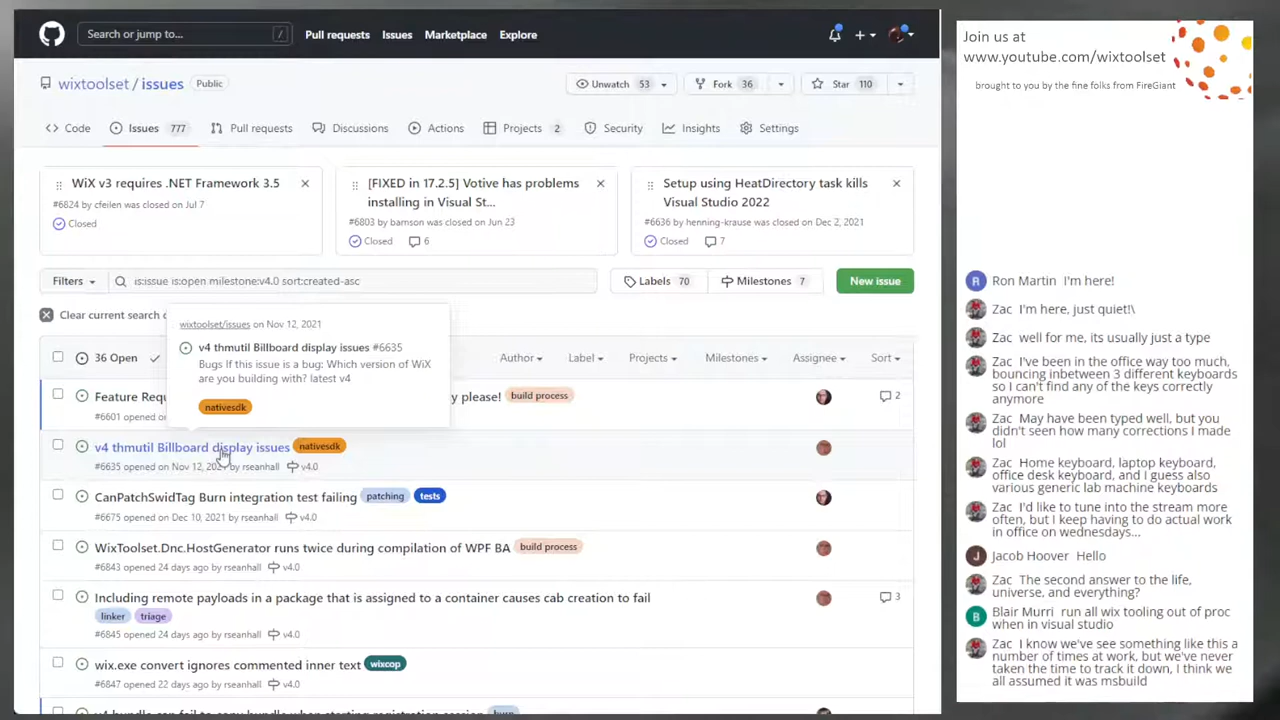 Search or jump to...
/
Pull requests
Issues
Marketplace
Explore
wixtoolset / issues
Public
Unwatch 53
Fork 36
Star 110
Code
Issues 777
Pull requests
Discussions
Actions
Projects 2
Security
Insights
Settings
WiX v3 requires .NET Framework 3.5
#6824 by cfeilen was closed on Jul 7
Closed
[FIXED in 17.2.5] Votive has problems
installing in Visual St...
#6803 by barnson was closed on Jun 23
Closed 6
Setup using HeatDirectory task kills
Visual Studio 2022
#6636 by henning-krause was closed on Dec 2, 2021
Closed 7
Filters
is:issue is:open milestone:v4.0 sort:created-asc
Labels 70
Milestones 7
New issue
Clear current search
wixtoolset/issues on Nov 12, 2021
v4 thmutil Billboard display issues #6635
Bugs If this issue is a bug: Which version of WiX
are you building with? latest v4
nativesdk
36 Open
Author
Label
Projects
Milestones
Assignee
Sort
Feature Requ
y please!
build process
2
#6601 opened on
v4 thmutil Billboard display issues nativesdk
#6635 opened on Nov 12, 2021 by rseanhall v4.0
CanPatchSwidTag Burn integration test failing patching tests
#6675 opened on Dec 10, 2021 by rseanhall v4.0
WixToolset.Dnc.HostGenerator runs twice during compilation of WPF BA build process
#6843 opened 24 days ago by rseanhall v4.0
Including remote payloads in a package that is assigned to a container causes cab creation to fail
3
linker triage
#6845 opened 24 days ago by rseanhall v4.0
wix.exe convert ignores commented inner text wixcop
#6847 opened 22 days ago by rseanhall v4.0
Join us at
www.youtube.com/wixtoolset
brought to you by the fine folks from FireGiant
R Ron Martin I'm here!
Zac I'm here, just quiet!\
Zac well for me, its usually just a type
Zac I've been in the office way too much,
bouncing inbetween 3 different keyboards
so I can't find any of the keys correctly
anymore
Zac May have been typed well, but you
didn't seen how many corrections I made
lol
Zac Home keyboard, laptop keyboard,
office desk keyboard, and I guess also
various generic lab machine keyboards
Zac I'd like to tune into the stream more
often, but I keep having to do actual work
in office on wednesdays...
J Jacob Hoover Hello
Zac The second answer to the life,
universe, and everything?
B Blair Murri run all wix tooling out of proc
when in visual studio
Zac I know we've see something like this a
number of times at work, but we've never
taken the time to track it down, I think we
all assumed it was msbuild